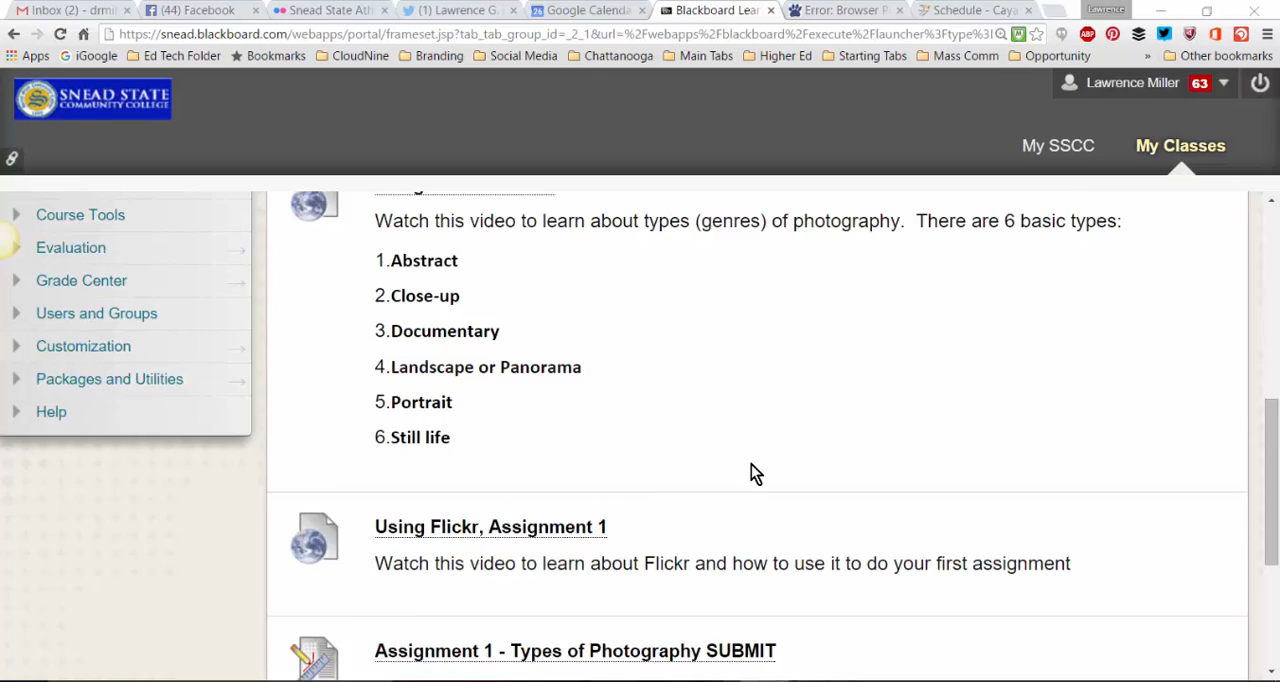 Inbox (2) - drmil
(44) Facebook
Snead State Ath
(1) Lawrence G.
Google Calenda
Blackboard Lear
Error: Browser P
Schedule - Caya
Lawrence
https://snead.blackboard.com/webapps/portal/frameset.jsp?tab_tab_group_id=_2_1&url=%2Fwebapps%2Fblackboard%2Fexecute%2Flauncher%3Ftype%3
Apps
iGoogle
Ed Tech Folder
Bookmarks
CloudNine
Branding
Social Media
Chattanooga
Main Tabs
Higher Ed
Starting Tabs
Mass Comm
Opportunity
»
Other bookmarks
SNEAD STATE
COMMUNITY COLLEGE
Lawrence Miller 63
My SSCC
My Classes
Course Tools
Evaluation
Grade Center
Users and Groups
Customization
Packages and Utilities
Help
Watch this video to learn about types (genres) of photography. There are 6 basic types:
1.Abstract
2.Close-up
3.Documentary
4.Landscape or Panorama
5.Portrait
6.Still life
Using Flickr, Assignment 1
Watch this video to learn about Flickr and how to use it to do your first assignment
Assignment 1 - Types of Photography SUBMIT